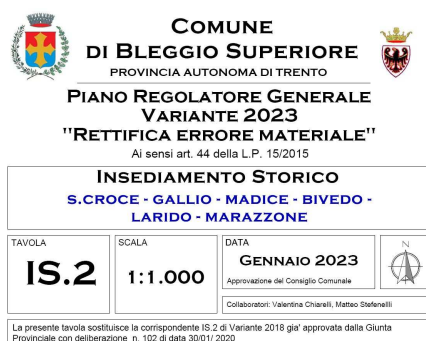 COMUNE
DI BLEGGIO SUPERIORE
PROVINCIA AUTONOMA DI TRENTO
PIANO REGOLATORE GENERALE
VARIANTE 2023
"RETTIFICA ERRORE MATERIALE"
Ai sensi art. 44 della L.P. 15/2015
INSEDIAMENTO STORICO
S.CROCE - GALLIO - MADICE - BIVEDO -
LARIDO - MARAZZONE
TAVOLA
IS.2
SCALA
1:1.000
DATA
GENNAIO 2023
Approvazione del Consiglio Comunale
Collaboratori: Valentina Chiarelli, Matteo Stefenellli
N
La presente tavola sostituisce la corrispondente IS.2 di Variante 2018 gia' approvata dalla Giunta
Provinciale con deliberazione n. 102 di data 30/01/ 2020